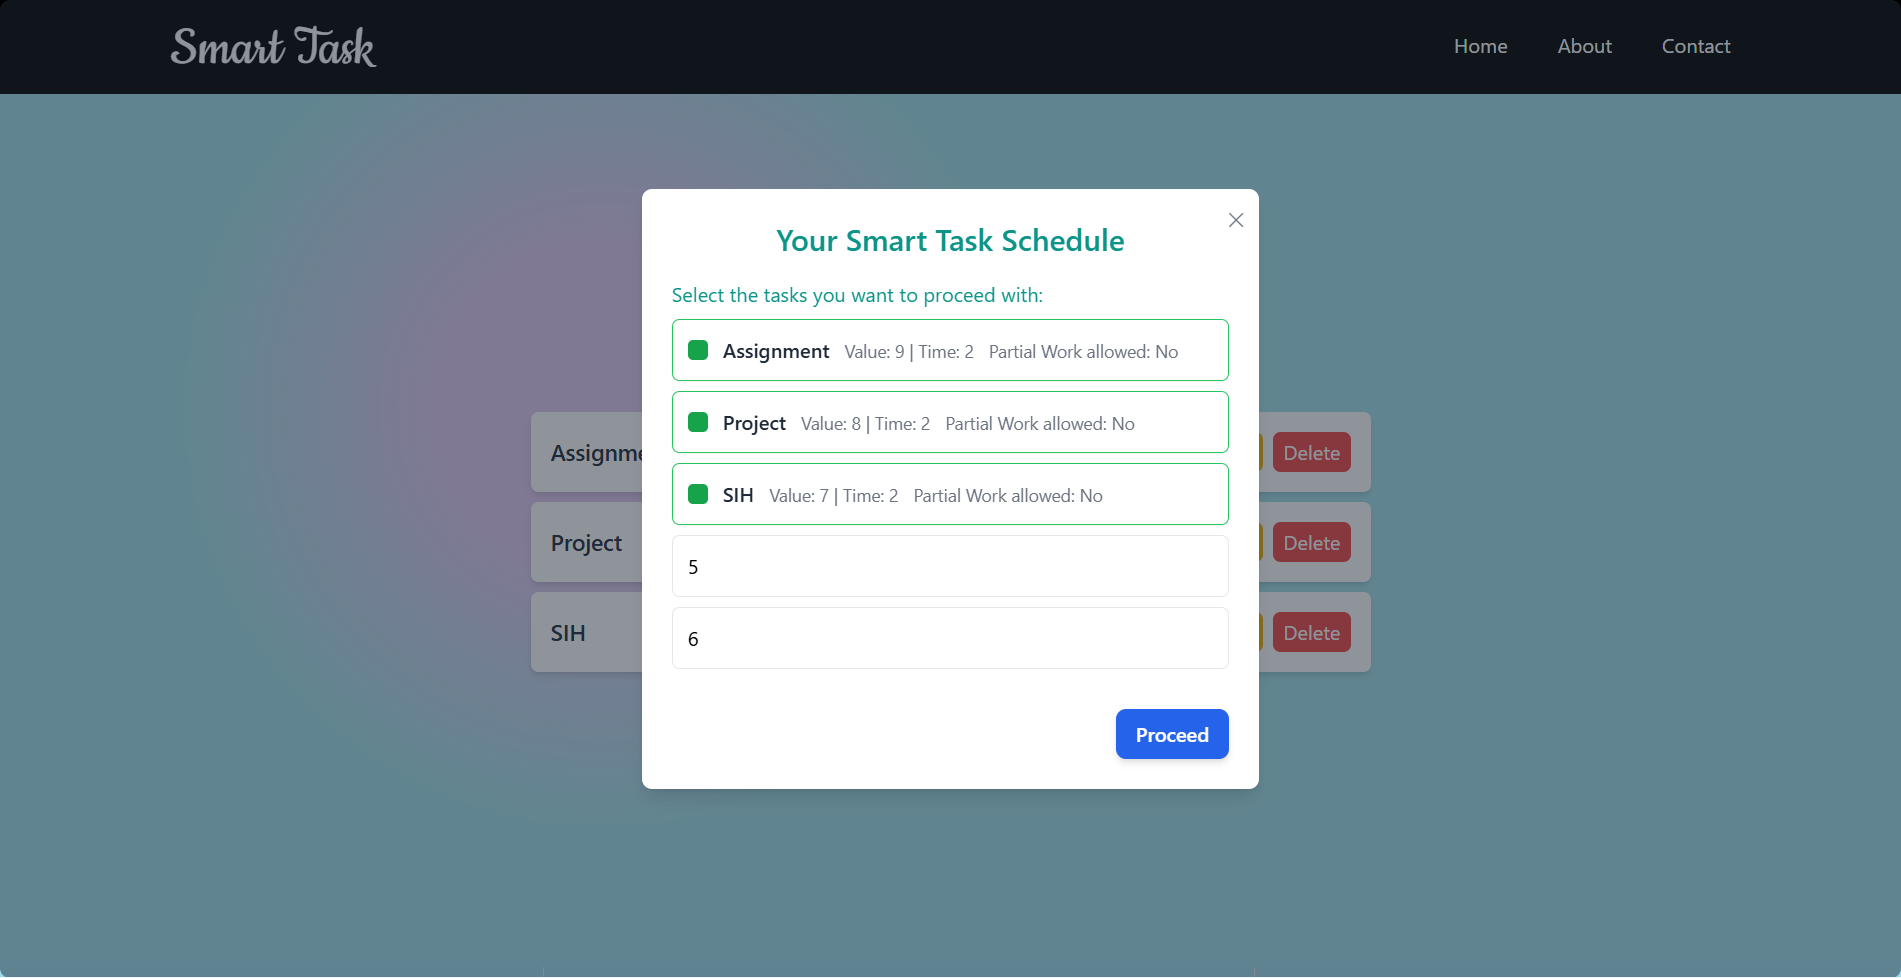 Smart Task
Home About Contact
Your Smart Task Schedule
Select the tasks you want to proceed with:
Assignment Value: 9 | Time: 2 Partial Work allowed: No
Project Value: 8 | Time: 2 Partial Work allowed: No
SIH Value: 7 | Time: 2 Partial Work allowed: No
5
6
Proceed
Assignme
Delete
Project
Delete
SIH
Delete